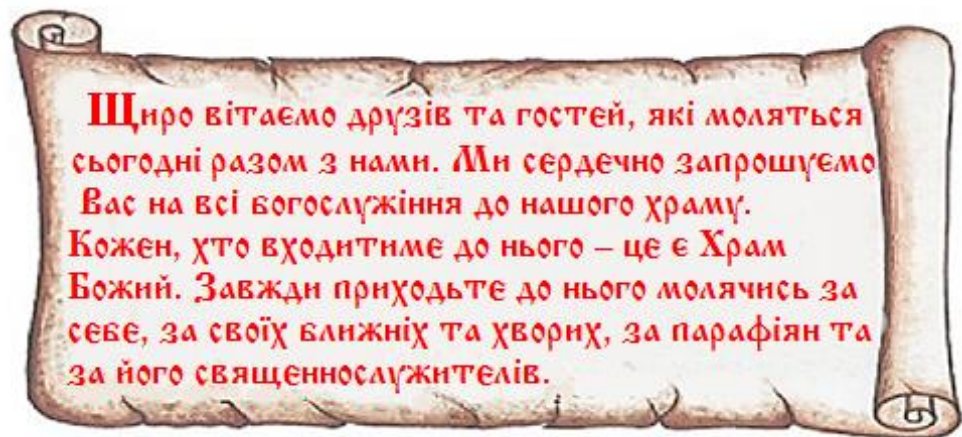 Щиро вітаємо друзів та гостей, які моляться
сьогодні разом з нами. Ми сердечно запрошуємо
Вас на всі богослужіння до нашого храму.
Кожен, хто входитиме до нього – це є Храм
Божий. Завжди приходьте до нього молячись за
себе, за своїх ближніх та хворих, за парафіян та
за його священнослужителів.